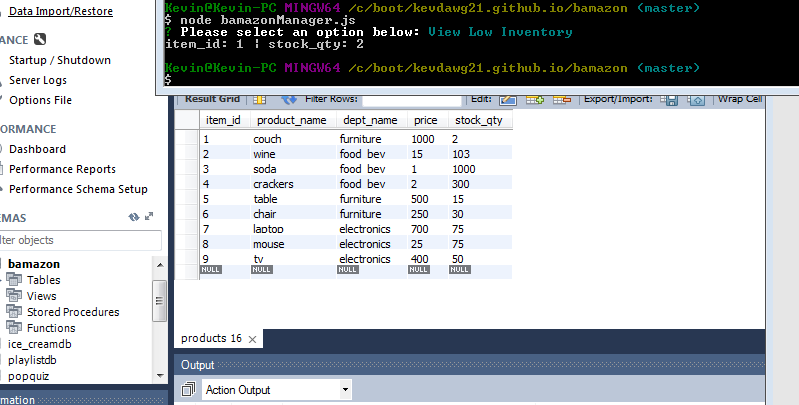 Data Import/Restore
ANCE
Startup / Shutdown
Server Logs
Options File
FORMANCE
Dashboard
Performance Reports
Performance Schema Setup
EMAS
lter objects
bamazon
Tables
Views
Stored Procedures
Functions
ice_creamdb
playlistdb
popquiz
mation
Kevin@Kevin-PC MINGW64 /c/boot/kevdawg21.github.io/bamazon (master)
$ node bamazonManager.js
? Please select an option below: View Low Inventory
item_id: 1 | stock_qty: 2
Kevin@Kevin-PC MINGW64 /c/boot/kevdawg21.github.io/bamazon (master)
$
Result Grid Filter Rows: Edit: Export/Import: Wrap Cell
item_id product_name dept_name price stock_qty
1 couch furniture 1000 2
2 wine food_bev 15 103
3 soda food_bev 1 1000
4 crackers food_bev 2 300
5 table furniture 500 15
6 chair furniture 250 30
7 laptop electronics 700 75
8 mouse electronics 25 75
9 tv electronics 400 50
NULL NULL NULL NULL NULL
products 16
Output
Action Output